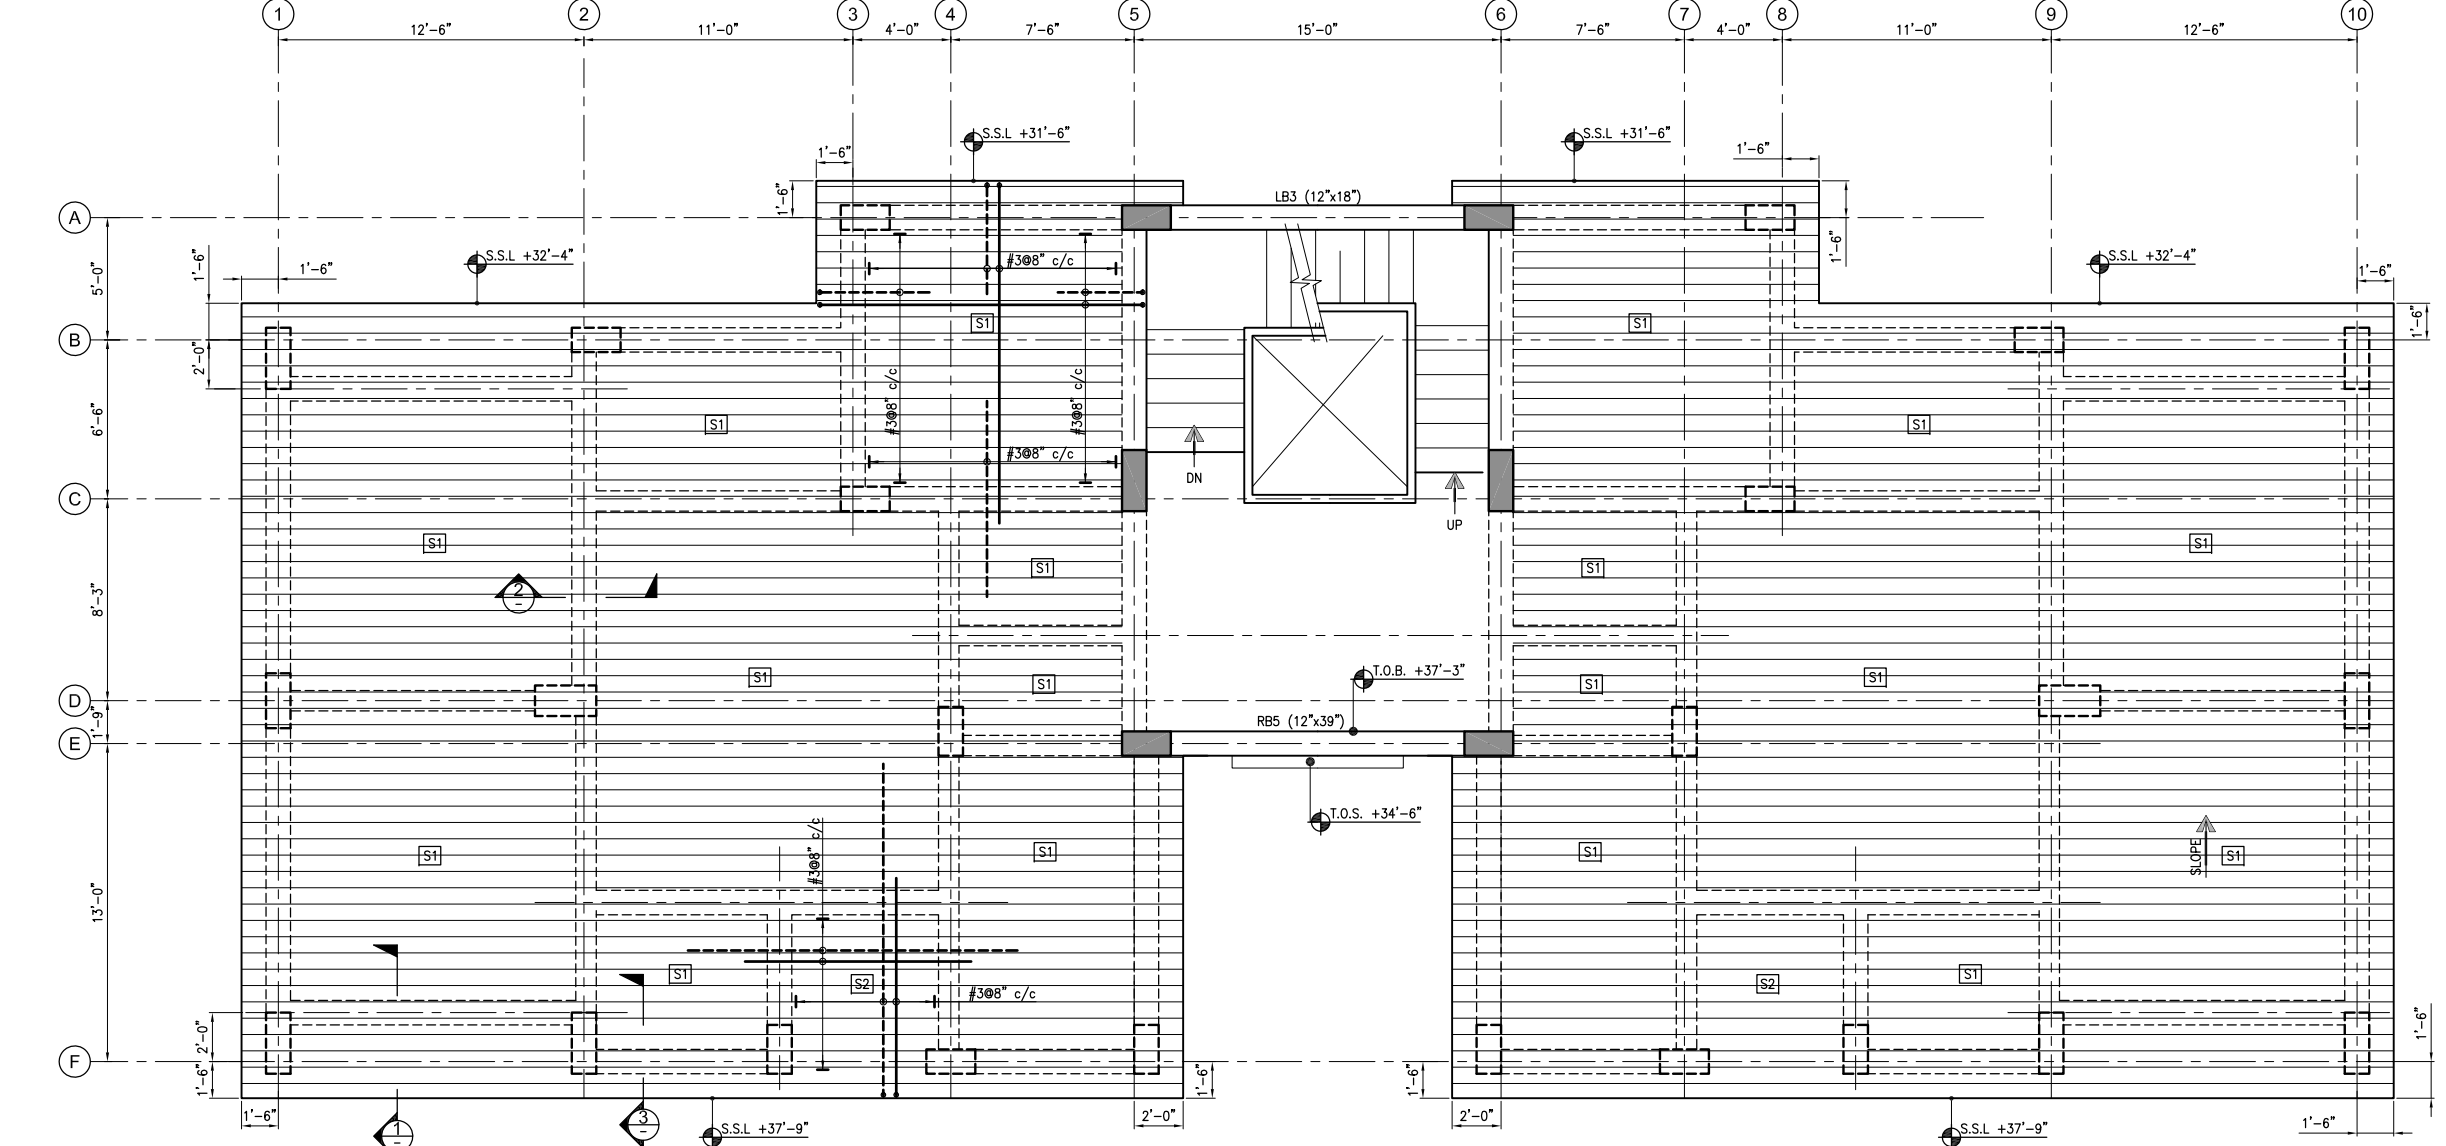 1 2 3 4 5 6 7 8 9 10
12'-6" 11'-0" 4'-0" 7'-6" 15'-0" 7'-6" 4'-0" 11'-0" 12'-6"
S.S.L +31'-6" S.S.L +31'-6"
1'-6" 1'-6"
1'-6" LB3 (12"x18")
A
1'-6"
S.S.L +32'-4" #3@8" c/c S.S.L +32'-4"
1'-6" 1'-6" 1'-6"
5'-0"
S1 S1
1'-6"
B
2'-0"
#3@8" c/c #3@8" c/c
6'-6" S1 S1
#3@8" c/c
DN
C
UP
S1 S1
S1 S1
8'-3" 2
-
T.O.B. +37'-3"
S1 S1 S1 S1
D
1'-9" RB5 (12"x39")
E
T.O.S. +34'-6"
#3@8" c/c
S1 S1 S1 SLOPE S1
13'-0"
S1 S2 S2 S1
#3@8" c/c
2'-0" 1'-6"
F
1'-6" 1'-6" 1'-6"
1'-6" 2'-0" 2'-0" 1'-6"
1
-
3
-
S.S.L +37'-9" S.S.L +37'-9"